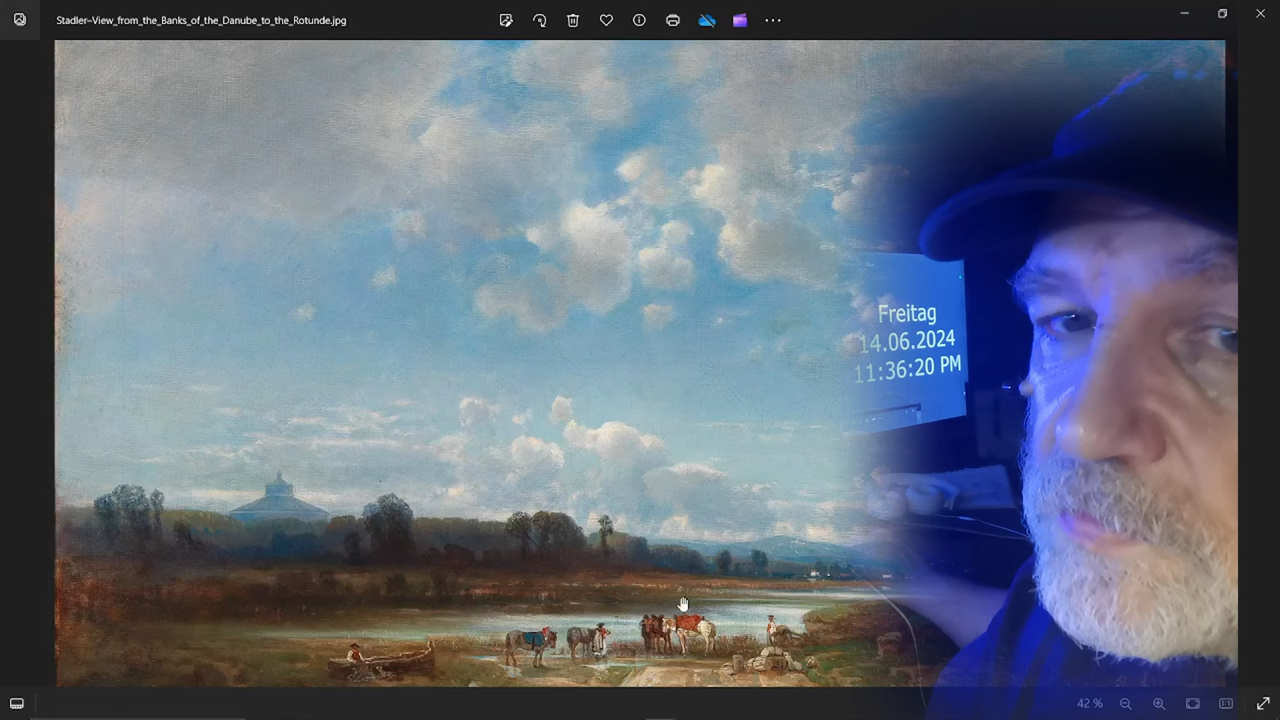 Stadler–View_from_the_Banks_of_the_Danube_to_the_Rotunde.jpg
Freitag
14.06.2024
11:36:20 PM
42 %